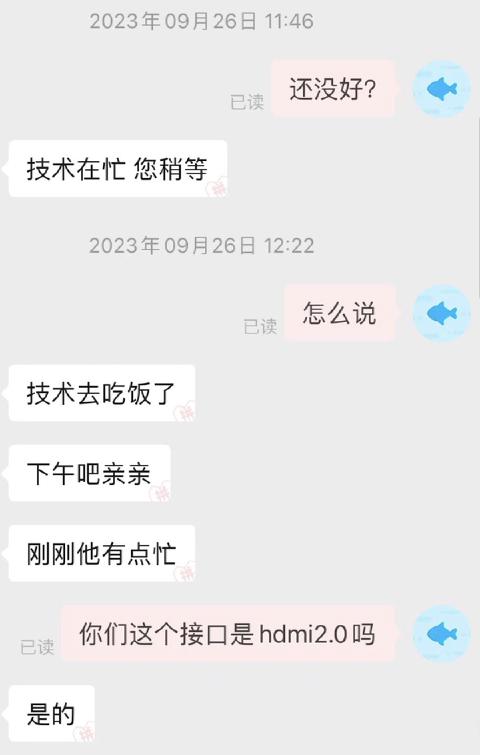 2023年09月26日 11:46
还没好?
已读
技术在忙 您稍等
2023年09月26日 12:22
怎么说
已读
技术去吃饭了
下午吧亲亲
刚刚他有点忙
你们这个接口是hdmi2.0吗
已读
是的